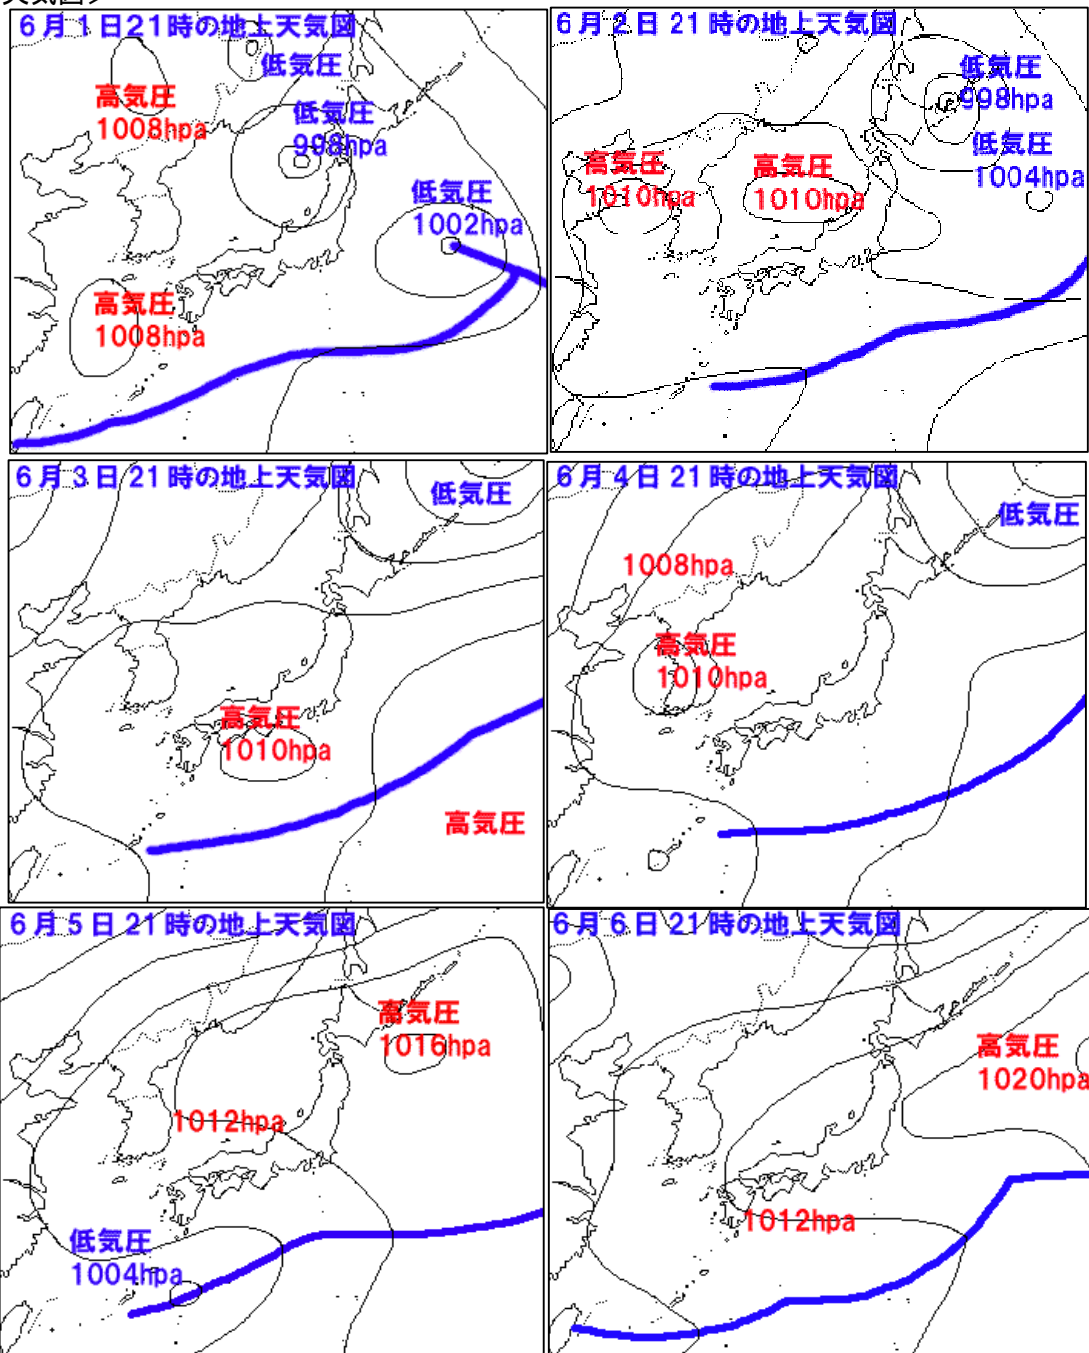 天気図>
6月1日21時の地上天気図
低気圧
高気圧
1008hpa
低気圧
998hpa
低気圧
1002hpa
高気圧
1008hpa
6月2日21時の地上天気図
低気圧
998hpa
低気圧
1004hpa
高気圧
1010hpa
高気圧
1010hpa
6月3日21時の地上天気図
低気圧
高気圧
1010hpa
高気圧
6月4日21時の地上天気図
低気圧
1008hpa
高気圧
1010hpa
6月5日21時の地上天気図
高気圧
1016hpa
1012hpa
低気圧
1004hpa
6月6日21時の地上天気図
高気圧
1020hpa
1012hpa